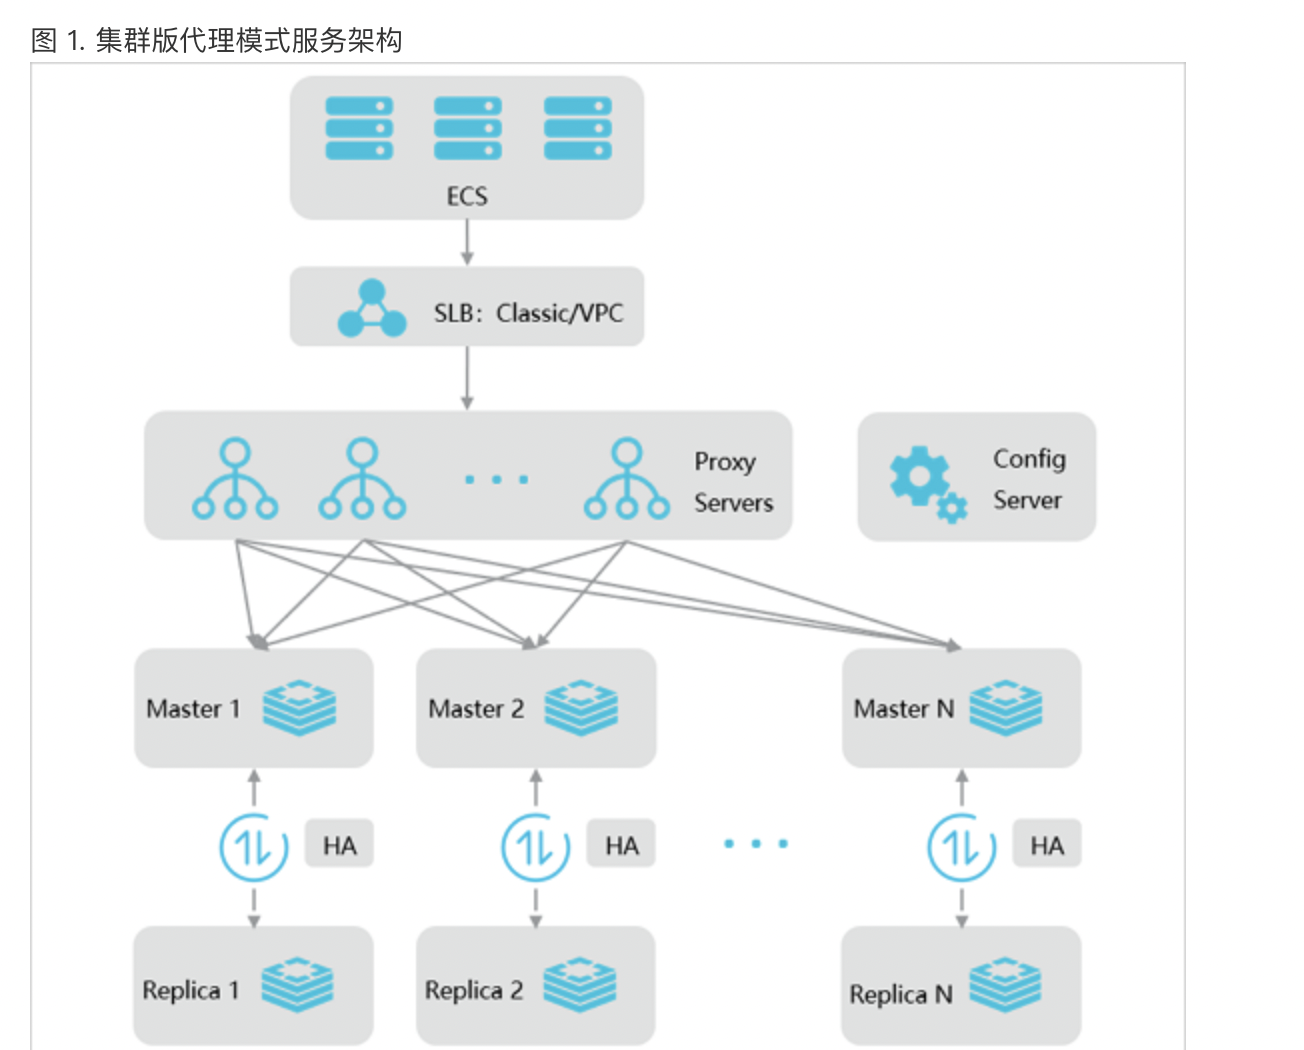 图 1. 集群版代理模式服务架构
ECS
SLB：Classic/VPC
Proxy
Servers
Config
Server
Master 1
Master 2
Master N
HA
HA
HA
Replica 1
Replica 2
Replica N